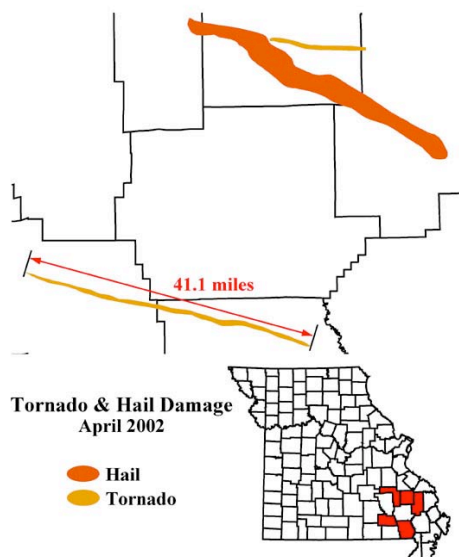 41.1 miles
Tornado & Hail Damage
April 2002
Hail
Tornado